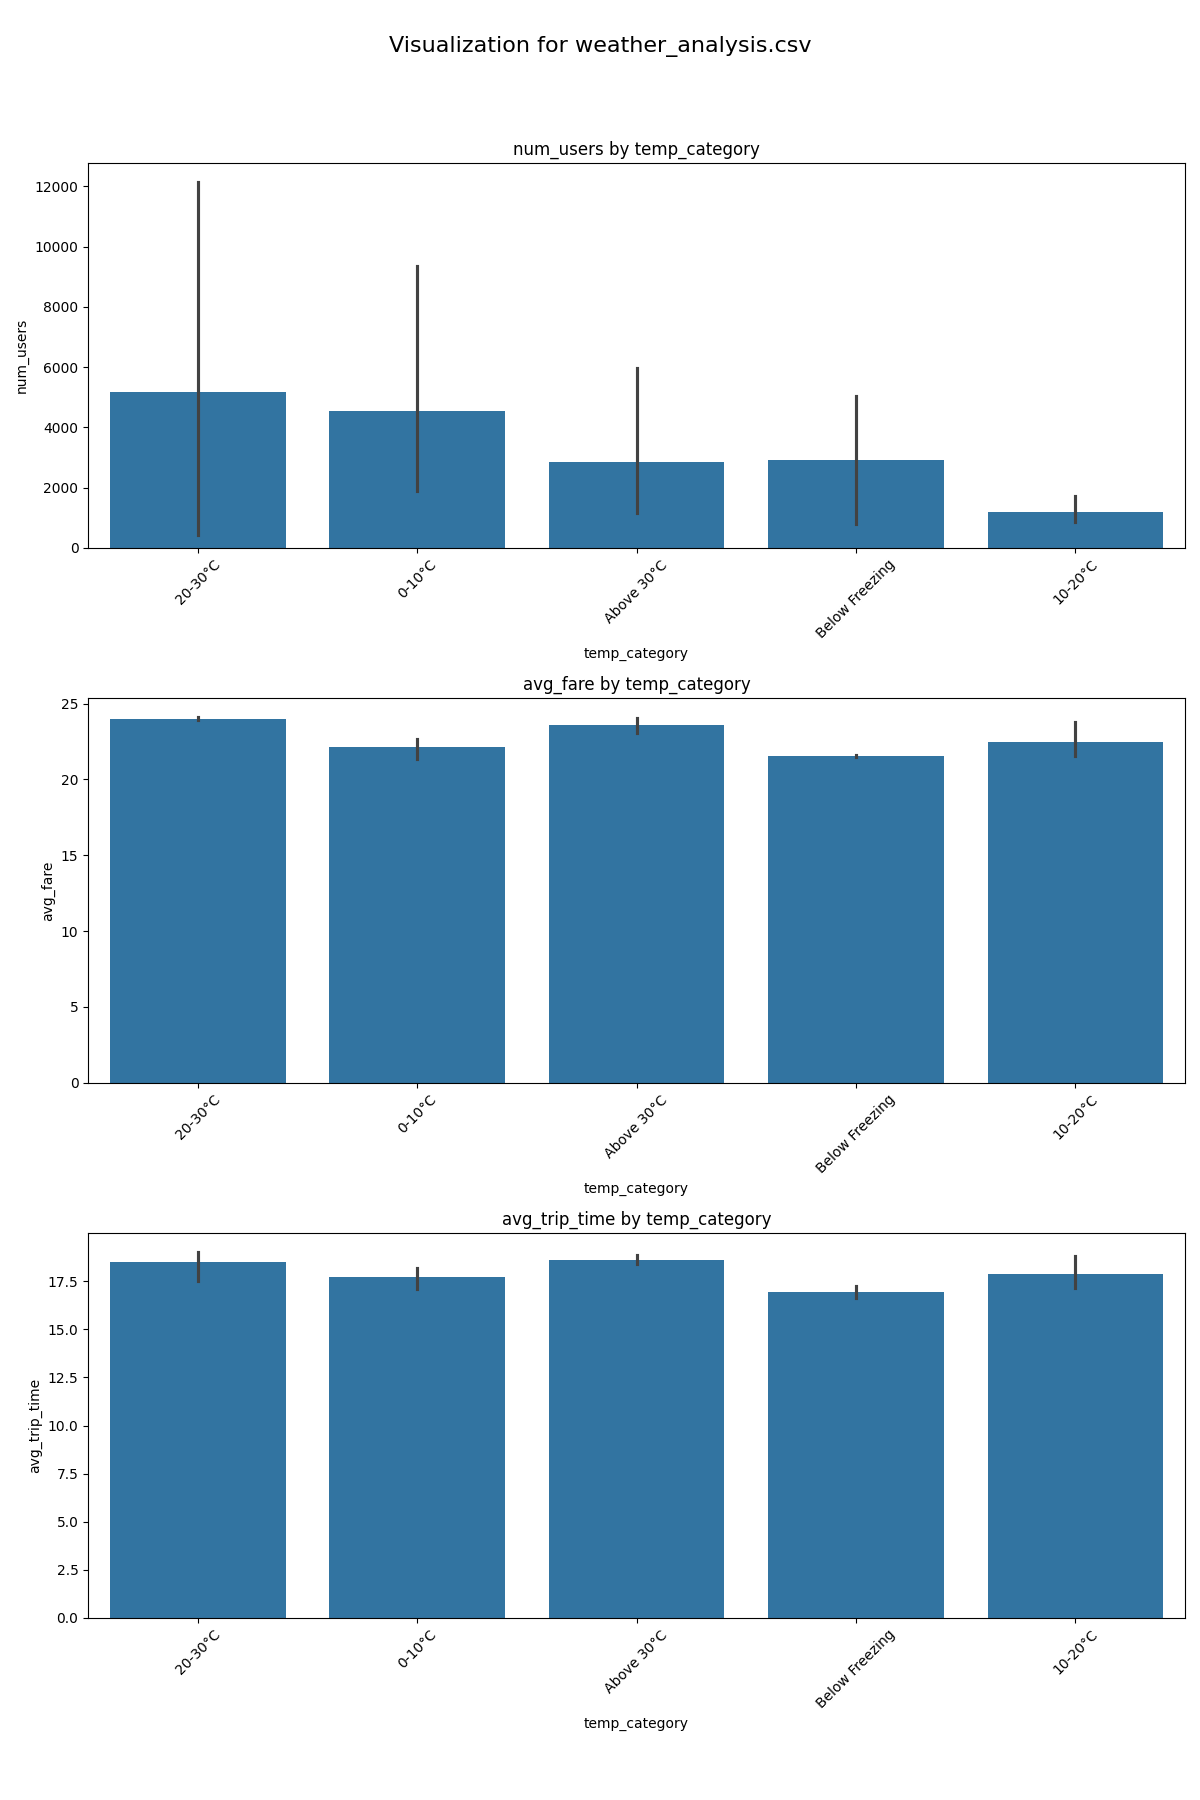 Visualization for weather_analysis.csv
num_users by temp_category
12000
10000
8000
6000
4000
2000
0
num_users
20-30°C
0-10°C
Above 30°C
Below Freezing
10-20°C
temp_category
avg_fare by temp_category
25
20
15
10
5
0
avg_fare
20-30°C
0-10°C
Above 30°C
Below Freezing
10-20°C
temp_category
avg_trip_time by temp_category
17.5
15.0
12.5
10.0
7.5
5.0
2.5
0.0
avg_trip_time
20-30°C
0-10°C
Above 30°C
Below Freezing
10-20°C
temp_category